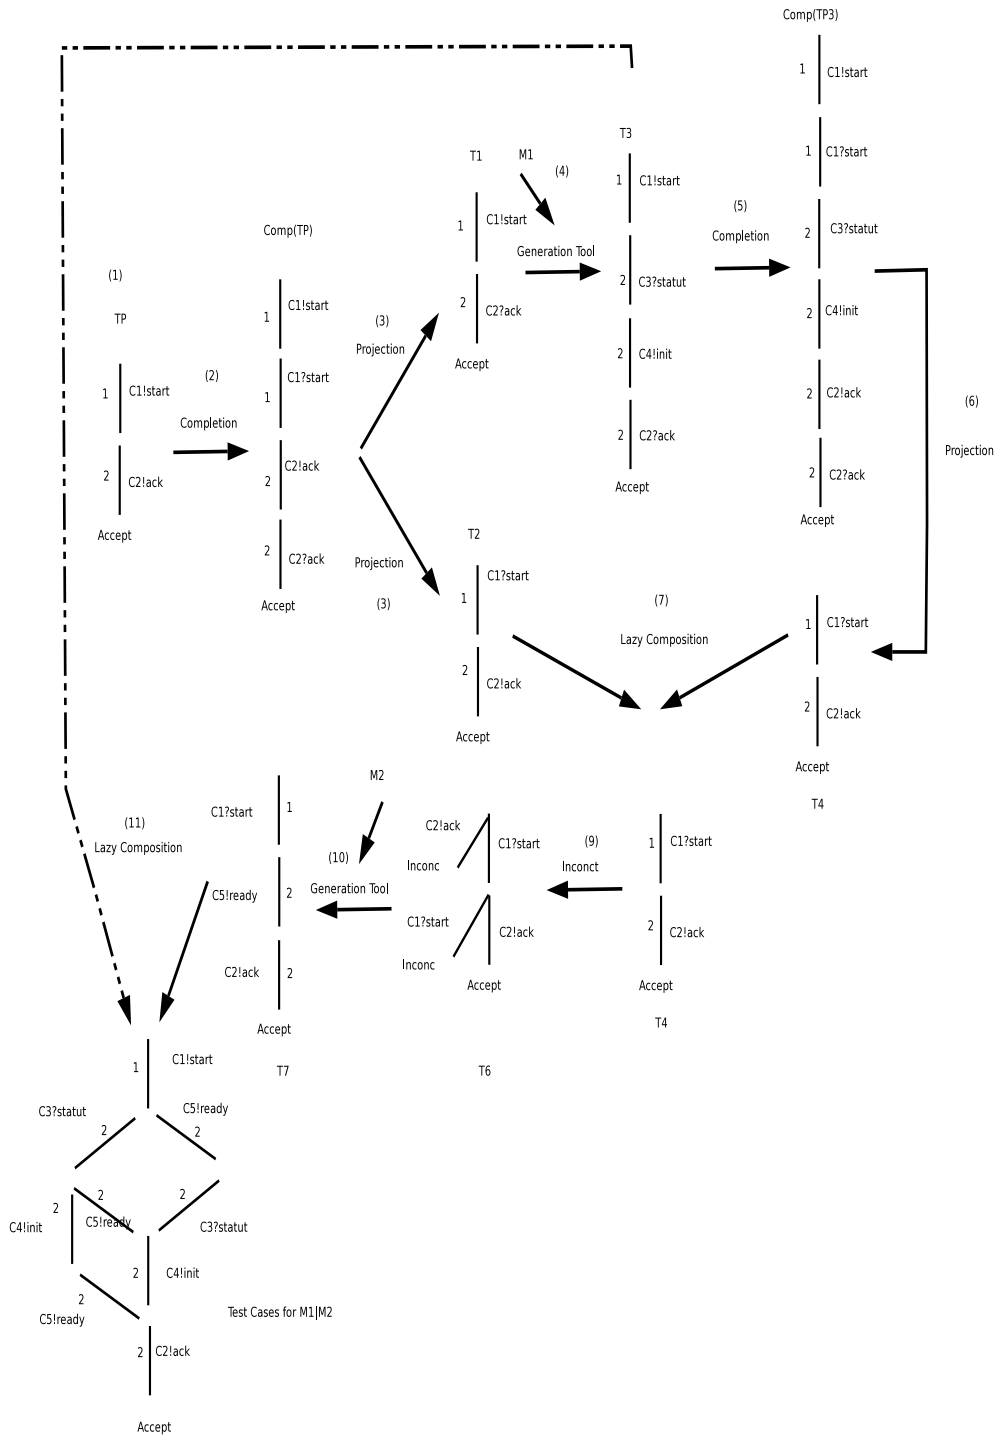 Comp(TP3)
1
C1!start
1
C1?start
2
C3?statut
2
C4!init
2
C2!ack
2
C2?ack
Accept
T3
1
C1!start
2
C3?statut
2
C4!init
2
C2?ack
Accept
(5)
Completion
T1
M1
(4)
1
C1!start
Generation Tool
2
C2?ack
Accept
Comp(TP)
1
C1!start
1
C1?start
2
C2!ack
2
C2?ack
Accept
(3)
Projection
(1)
TP
1
C1!start
2
C2!ack
Accept
(2)
Completion
(6)
Projection
T2
Projection
(3)
1
C1?start
2
C2!ack
Accept
(7)
Lazy Composition
1
C1?start
2
C2!ack
Accept
T4
M2
(10)
Generation Tool
C1?start
1
C5!ready
2
C2!ack
2
Accept
T7
C2!ack
C1?start
Inconc
C1?start
C2!ack
Inconc
Accept
T6
(9)
Inconct
1
C1?start
2
C2!ack
Accept
T4
(11)
Lazy Composition
1
C1!start
C3?statut
2
C5!ready
2
2
2
2
C4!init
C5!ready
C3?statut
2
C4!init
2
C5!ready
Test Cases for M1|M2
2
C2!ack
Accept